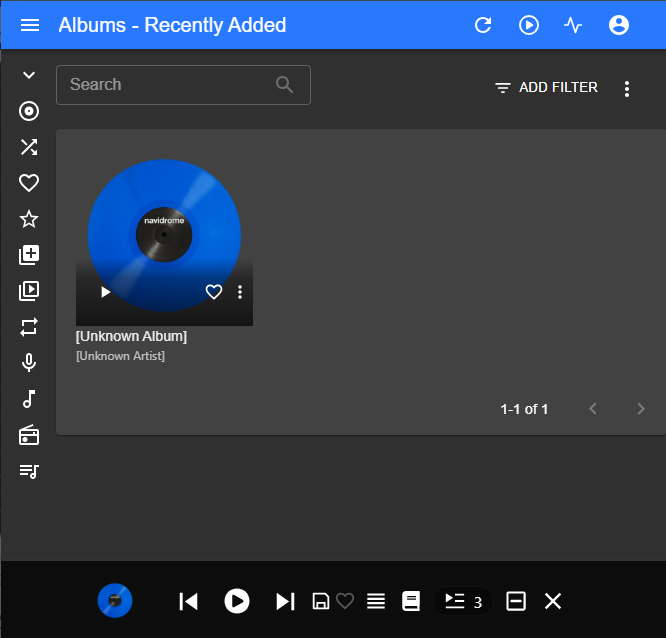 Albums - Recently Added
Search
ADD FILTER
navidrome
[Unknown Album]
[Unknown Artist]
1-1 of 1
3